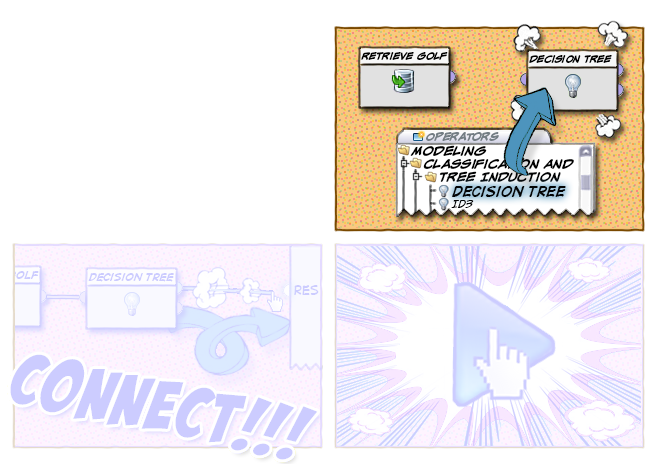 RETRIEVE GOLF
DECISION TREE
OPERATORS
MODELING
CLASSIFICATION AND
TREE INDUCTION
DECISION TREE
ID3
OLF
DECISION TREE
RES
CONNECT!!!